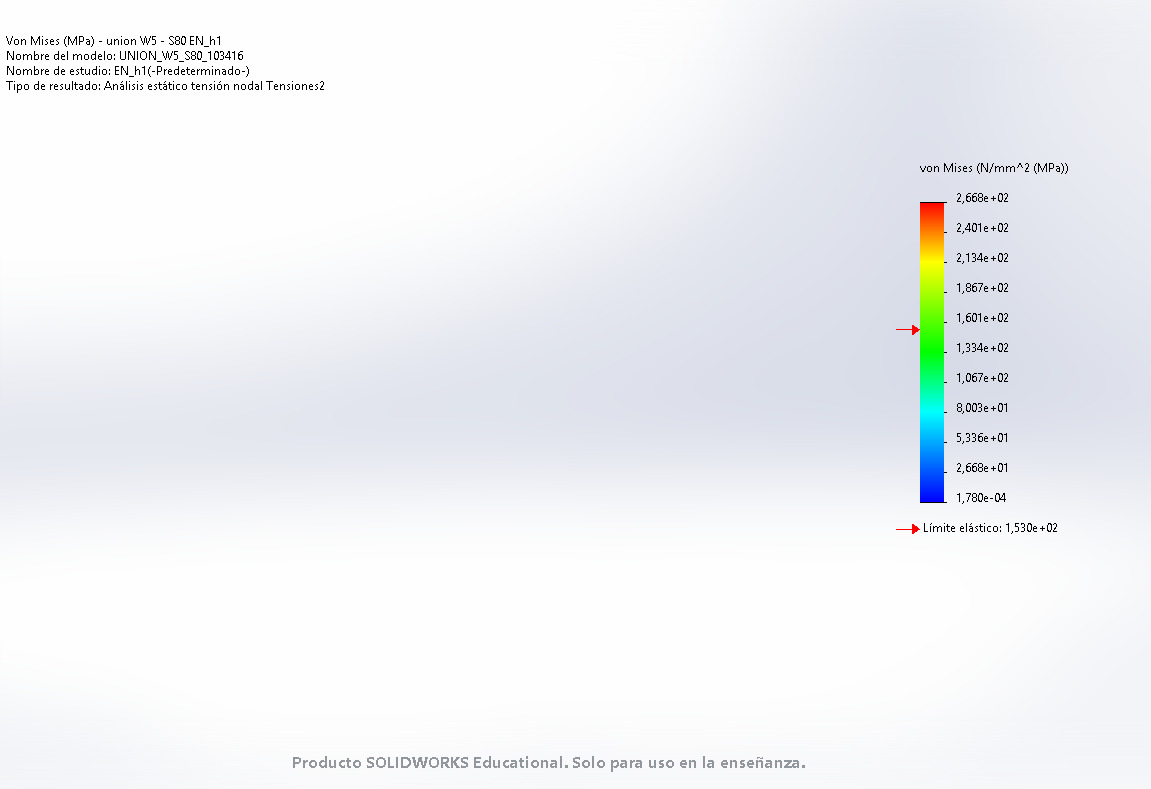 Von Mises (MPa) - union W5 - S80 EN_h1
Nombre del modelo: UNION_W5_S80_103416
Nombre de estudio: EN_h1(-Predeterminado-)
Tipo de resultado: Análisis estático tensión nodal Tensiones2
von Mises (N/mm^2 (MPa))
2,668e+02
2,401e+02
2,134e+02
1,867e+02
1,601e+02
1,334e+02
1,067e+02
8,003e+01
5,336e+01
2,668e+01
1,780e-04
Límite elástico: 1,530e+02
Producto SOLIDWORKS Educational. Solo para uso en la enseñanza.